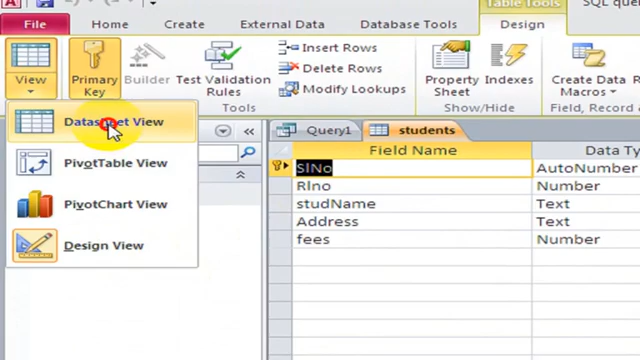 Table Tools
SQL quer
File Home Create External Data Database Tools Design
View
Primary Key
Builder
Test Validation Rules
Insert Rows
Delete Rows
Modify Lookups
Property Sheet
Indexes
Create Data Macros
Tools
Show/Hide
Field, Record
Datasheet View
PivotTable View
PivotChart View
Design View
Query1 students
Field Name Data Ty
SlNo AutoNumber
Rlno Number
studName Text
Address Text
fees Number